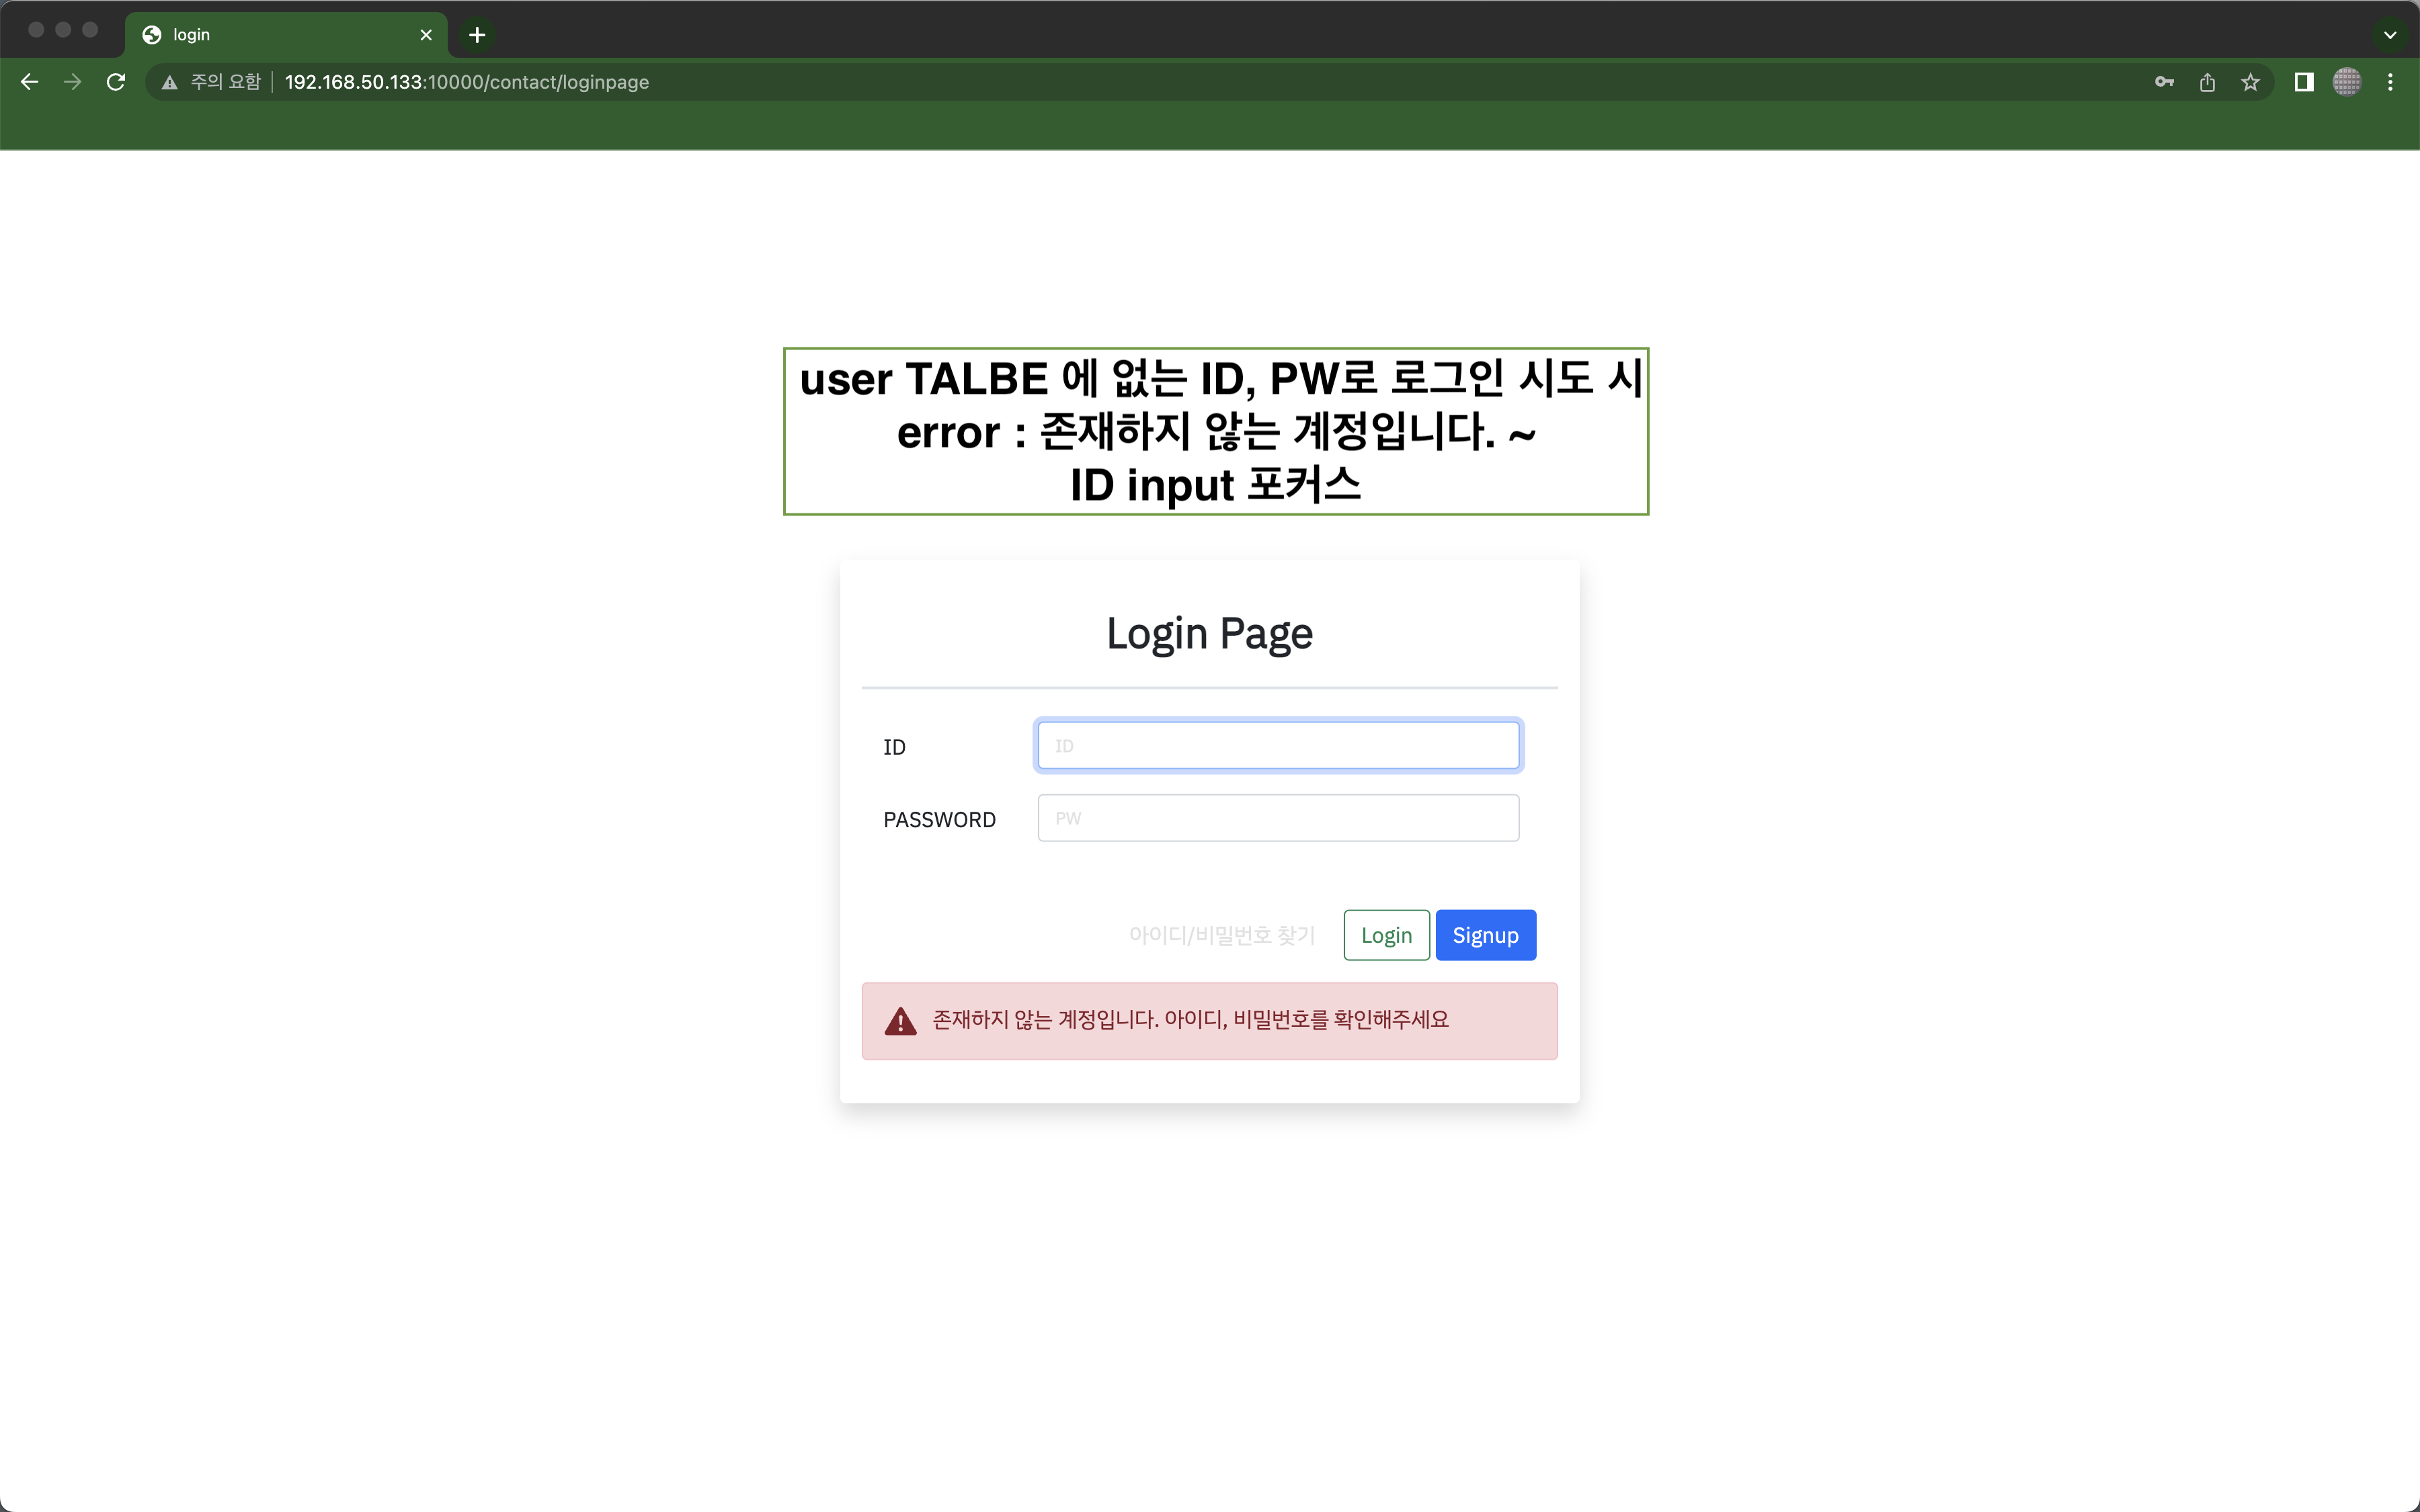 login
주의 요함 192.168.50.133:10000/contact/loginpage
user TALBE 에 없는 ID, PW로 로그인 시도 시
error : 존재하지 않는 계정입니다. ~
ID input 포커스
Login Page
ID ID
PASSWORD PW
아이디/비밀번호 찾기 Login Signup
존재하지 않는 계정입니다. 아이디, 비밀번호를 확인해주세요